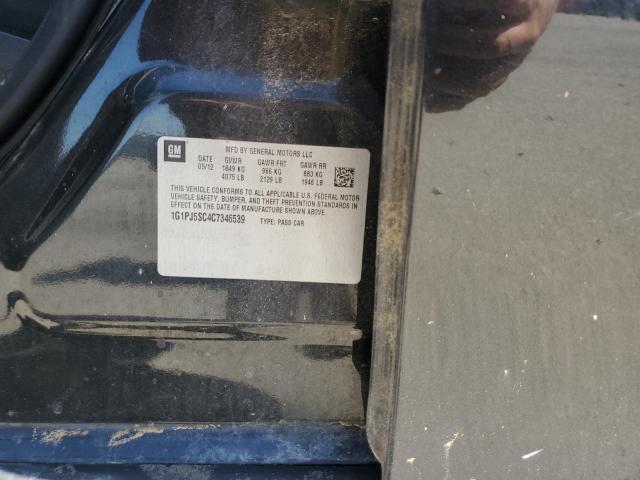 GM
MFD BY GENERAL MOTORS LLC
DATE GVWR GAWR FRT GAWR RR
05/12 1849 KG 966 KG 883 KG
4075 LB 2129 LB 1946 LB
THIS VEHICLE CONFORMS TO ALL APPLICABLE U.S. FEDERAL MOTOR
VEHICLE SAFETY, BUMPER, AND THEFT PREVENTION STANDARDS IN
EFFECT ON THE DATE OF MANUFACTURE SHOWN ABOVE.
1G1PJ5SC4C7346539 TYPE: PASS CAR